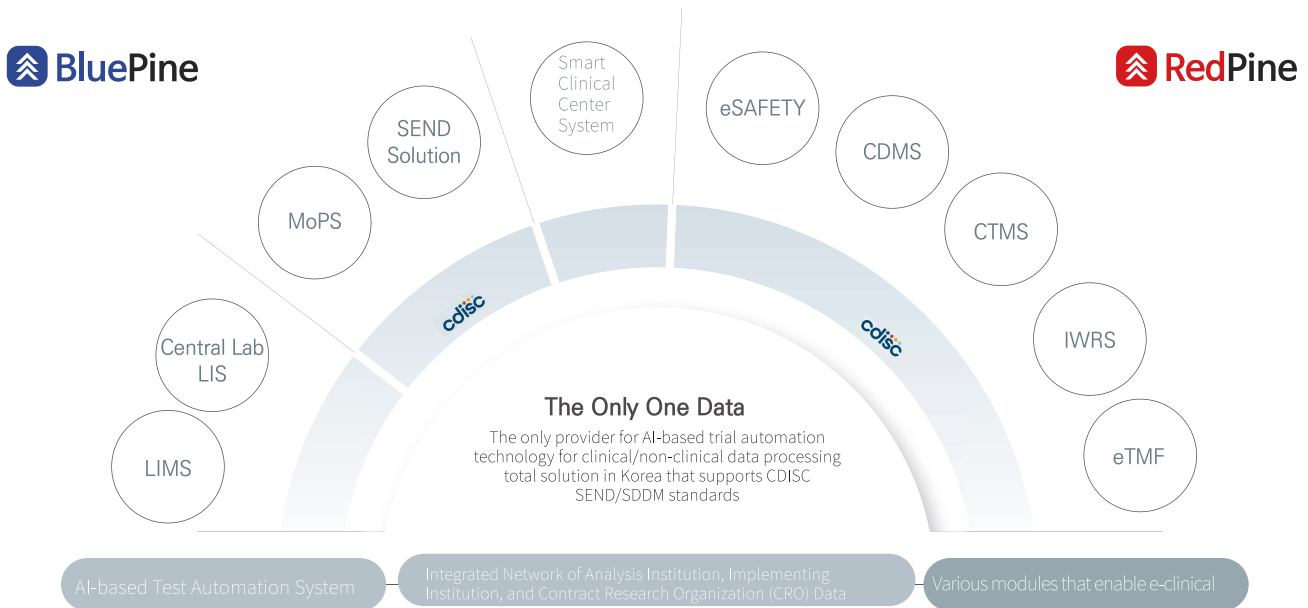 BluePine
RedPine
Smart
Clinical
Center
System
eSAFETY
SEND
Solution
CDMS
MoPS
CTMS
cdisc
cdisc
Central Lab
LIS
IWRS
LIMS
eTMF
The Only One Data
The only provider for AI-based trial automation
technology for clinical/non-clinical data processing
total solution in Korea that supports CDISC
SEND/SDDM standards
AI-based Test Automation System
Integrated Network of Analysis Institution, Implementing
Institution, and Contract Research Organization (CRO) Data
Various modules that enable e-clinical